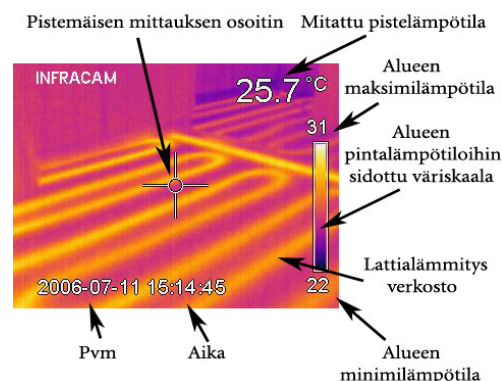 Pistemäisen mittauksen osoitin
Mitattu pistelämpötila
INFRACAM
25.7 °C
Alueen
maksimilämpötila
31
Alueen
pintalämpötiloihin
sidottu väriskaala
Lattialämmitys
verkosto
2006-07-11 15:14:45
22
Pvm
Aika
Alueen
minimilämpötila